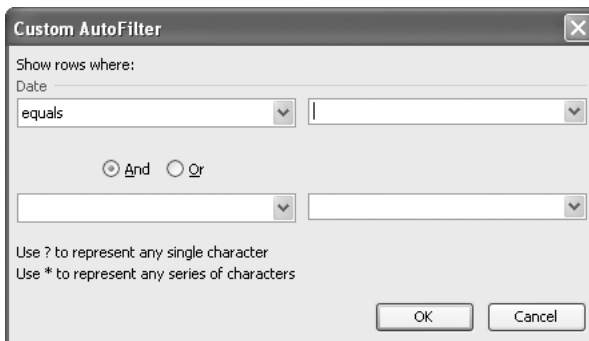 Custom AutoFilter
Show rows where:
Date
equals
And Or
Use ? to represent any single character
Use * to represent any series of characters
OK Cancel